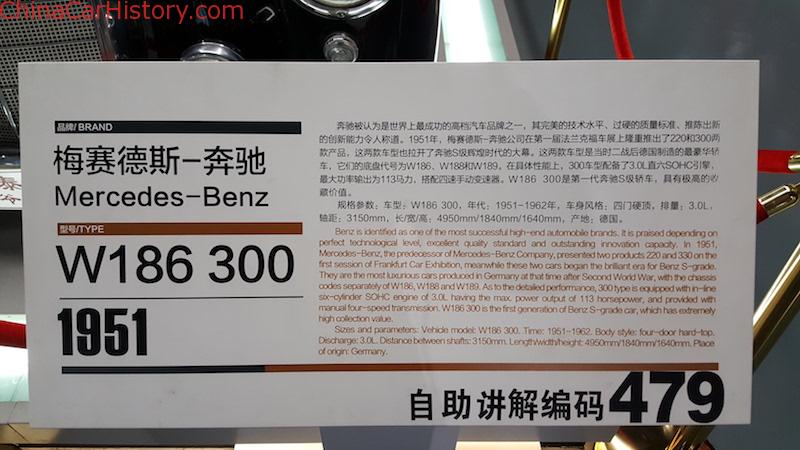 ChinaCarHistory.com
品牌/ BRAND
梅赛德斯-奔驰
Mercedes-Benz
型号/TYPE
W186 300
1951
奔驰被认为是世界上最成功的高档汽车品牌之一，其完美的技术水平、过硬的质量标准、推陈出新
的创新能力令人称道。1951年，梅赛德斯-奔驰公司在第一届法兰克福车展上隆重推出了220和300两
款产品，这两款车型也拉开了奔驰S级辉煌时代的大幕。这两款车型是当时二战后德国制造的最豪华轿
车，它们的底盘代号为W186、W188和W189。在具体性能上，300车型配备了3.0L直六SOHC引擎，
最大功率输出为113马力，搭配四速手动变速器。W186 300是第一代奔驰S级轿车，具有极高的收
藏价值。
规格参数：车型：W186 300，年代：1951-1962年，车身风格：四门硬顶，排量：3.0L，
轴距：3150mm，长/宽/高：4950mm/1840mm/1640mm，产地：德国。
Benz is identified as one of the most successful high-end automobile brands. It is praised depending on
perfect technological level, excellent quality standard and outstanding innovation capacity. In 1951,
Mercedes-Benz, the predecessor of Mercedes-Benz Company, presented two products 220 and 330 on the
first session of Frankfurt Car Exhibition, meanwhile these two cars began the brilliant era for Benz S-grade.
They are the most luxurious cars produced in Germany at that time after Second World War, with the chassis
codes separately of W186, W188 and W189. As to the detailed performance, 300 type is equipped with in-line
six-cylinder SOHC engine of 3.0L having the max. power output of 113 horsepower, and provided with
manual four-speed transmission. W186 300 is the first generation of Benz S-grade car, which has extremely
high collection value.
Sizes and parameters: Vehicle model: W186 300. Time: 1951-1962. Body style: four-door hard-top.
Discharge: 3.0L. Distance between shafts: 3150mm. Length/width/height: 4950mm/1840mm/1640mm. Place
of origin: Germany.
自助讲解编码479